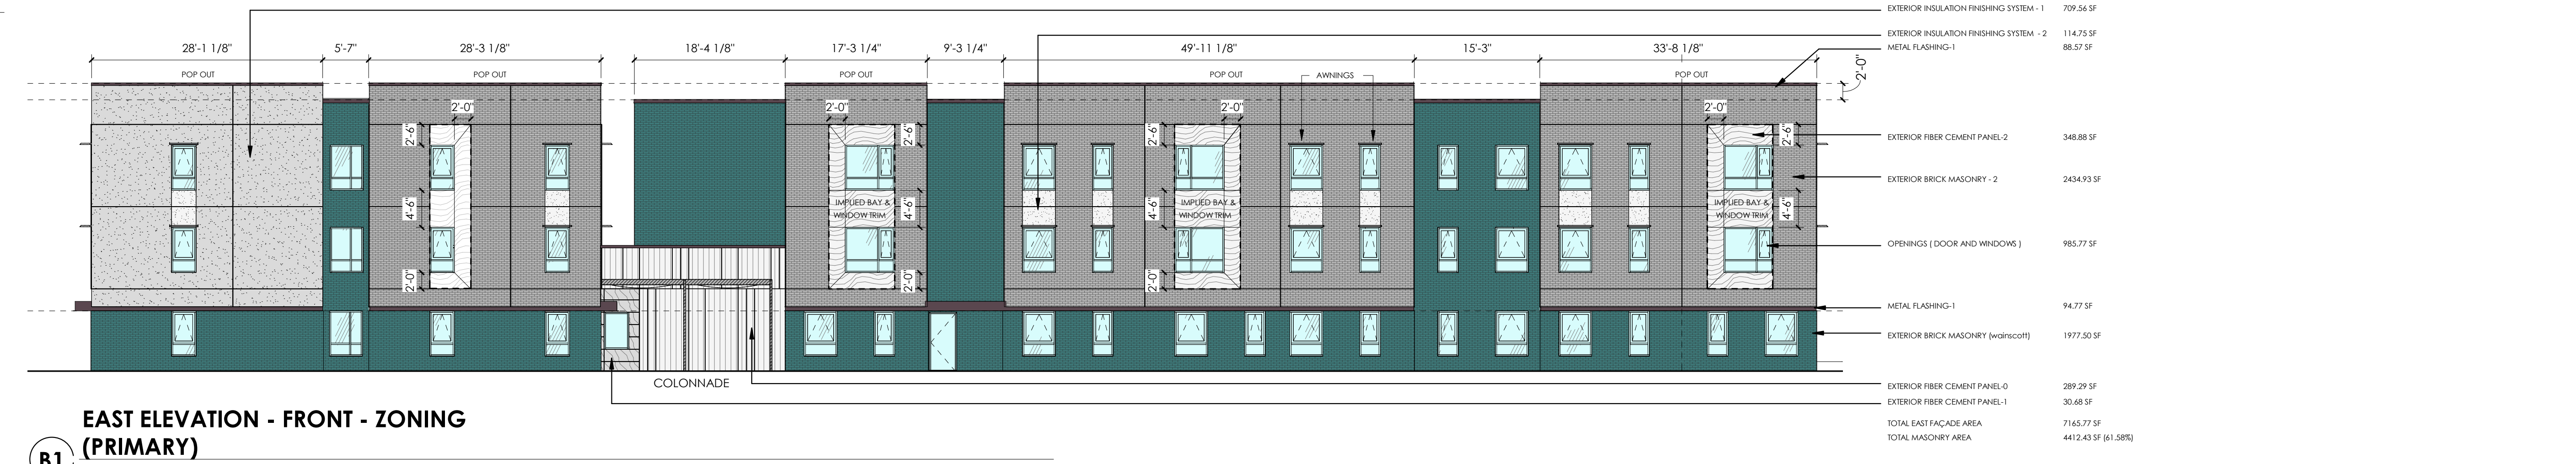 EXTERIOR INSULATION FINISHING SYSTEM - 1 709.56 SF
EXTERIOR INSULATION FINISHING SYSTEM - 2 114.75 SF
METAL FLASHING-1 88.57 SF
28'-1 1/8" 5'-7" 28'-3 1/8" 18'-4 1/8" 17'-3 1/4" 9'-3 1/4" 49'-11 1/8" 15'-3" 33'-8 1/8"
2'-0"
POP OUT POP OUT POP OUT POP OUT AWNINGS POP OUT
2'-0" 2'-0" 2'-0" 2'-0"
2'-6" 2'-6" 2'-6" 2'-6"
EXTERIOR FIBER CEMENT PANEL-2 348.88 SF
EXTERIOR BRICK MASONRY - 2 2434.93 SF
4'-6" 4'-6" 4'-6" 4'-6"
IMPLIED BAY & IMPLIED BAY & IMPLIED BAY &
WINDOW TRIM WINDOW TRIM WINDOW TRIM
OPENINGS ( DOOR AND WINDOWS ) 985.77 SF
2'-0" 2'-0" 2'-0"
METAL FLASHING-1 94.77 SF
EXTERIOR BRICK MASONRY (wainscott) 1977.50 SF
COLONNADE
EXTERIOR FIBER CEMENT PANEL-0 289.29 SF
EXTERIOR FIBER CEMENT PANEL-1 30.68 SF
TOTAL EAST FAÇADE AREA 7165.77 SF
TOTAL MASONRY AREA 4412.43 SF (61.58%)
EAST ELEVATION - FRONT - ZONING
(PRIMARY)
B1